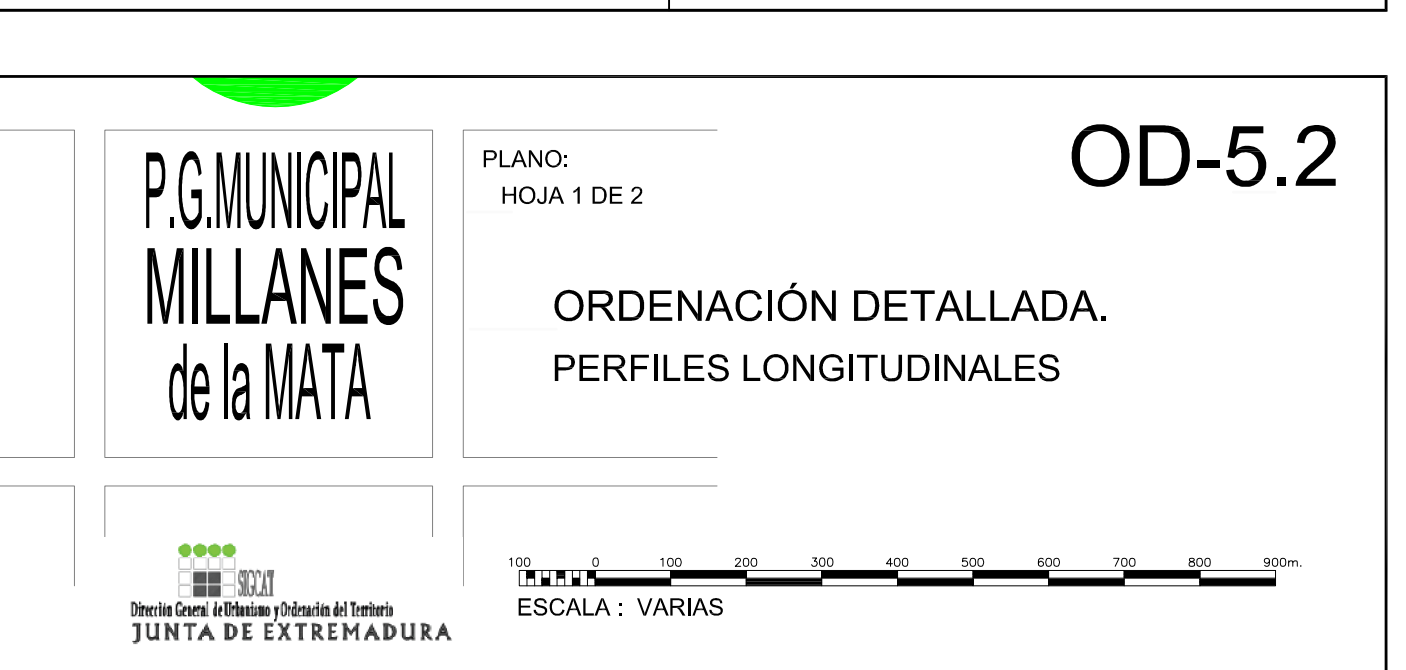 P.G.MUNICIPAL
MILLANES
de la MATA
PLANO:
HOJA 1 DE 2
OD-5.2
ORDENACIÓN DETALLADA.
PERFILES LONGITUDINALES
SIGCAT
Dirección General de Urbanismo y Ordenación del Territorio
JUNTA DE EXTREMADURA
100 0 100 200 300 400 500 600 700 800 900m.
ESCALA : VARIAS